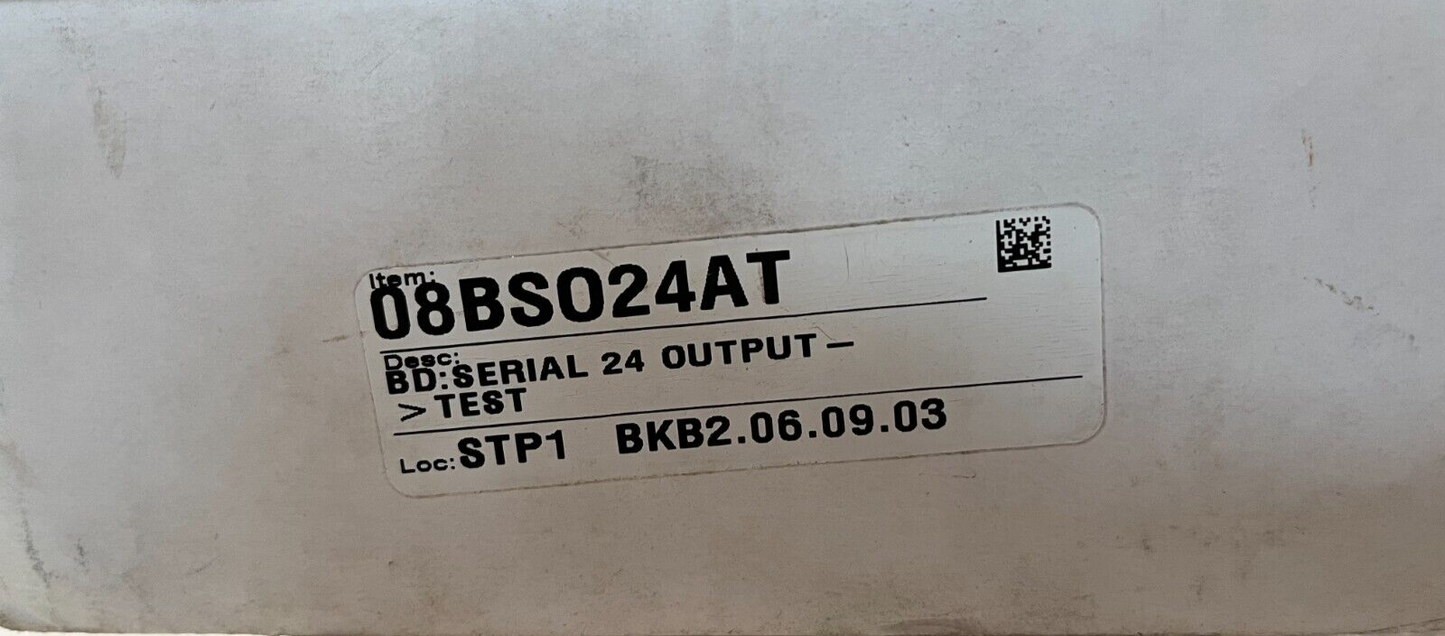 Item:
08BSO24AT
Desc:
BD:SERIAL 24 OUTPUT-
>TEST
Loc:STP1 BKB2.06.09.03